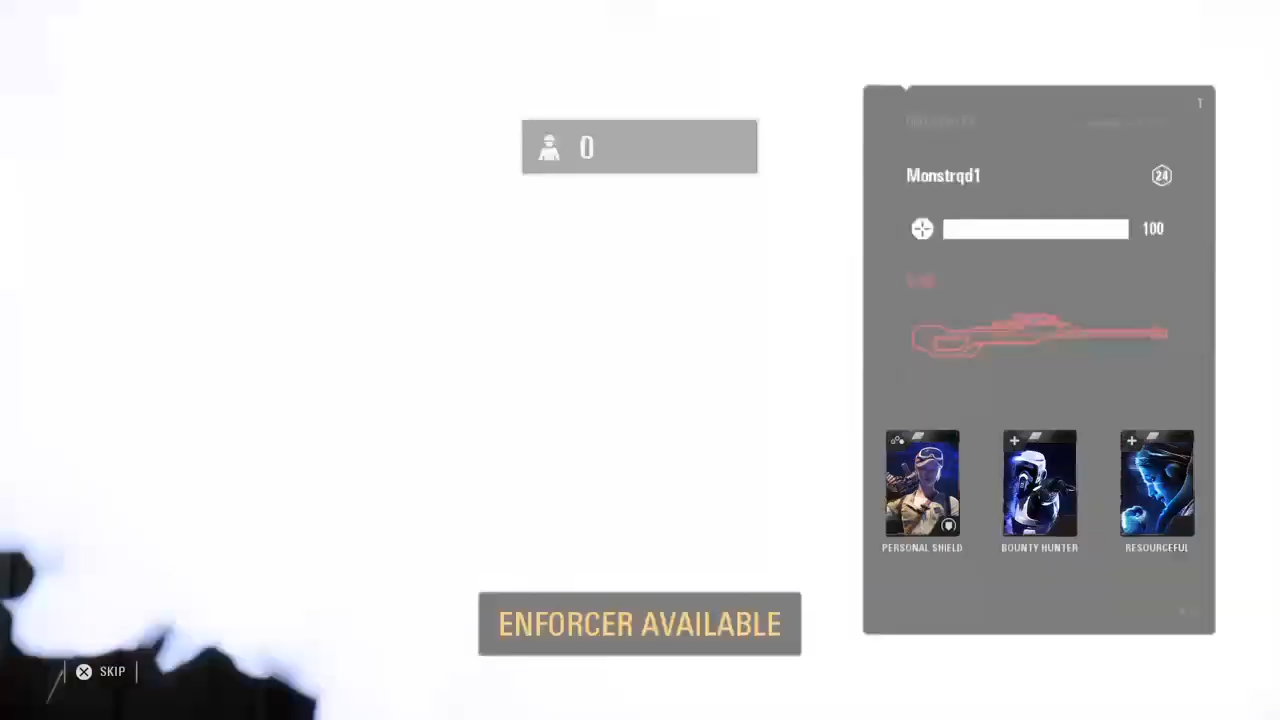 0
Monstrqd1
24
100
PERSONAL SHIELD
BOUNTY HUNTER
RESOURCEFUL
ENFORCER AVAILABLE
SKIP